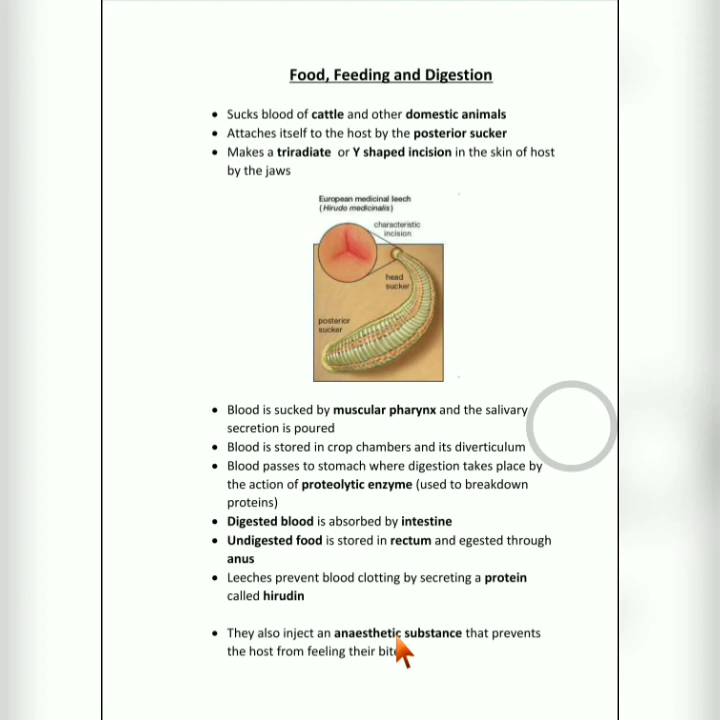 Food, Feeding and Digestion
• Sucks blood of cattle and other domestic animals
• Attaches itself to the host by the posterior sucker
• Makes a triradiate or Y shaped incision in the skin of host
by the jaws
European medicinal leech
(Hirudo medicinalis)
characteristic
incision
head
sucker
posterior
sucker
• Blood is sucked by muscular pharynx and the salivary
secretion is poured
• Blood is stored in crop chambers and its diverticulum
• Blood passes to stomach where digestion takes place by
the action of proteolytic enzyme (used to breakdown
proteins)
• Digested blood is absorbed by intestine
• Undigested food is stored in rectum and egested through
anus
• Leeches prevent blood clotting by secreting a protein
called hirudin
• They also inject an anaesthetic substance that prevents
the host from feeling their bite